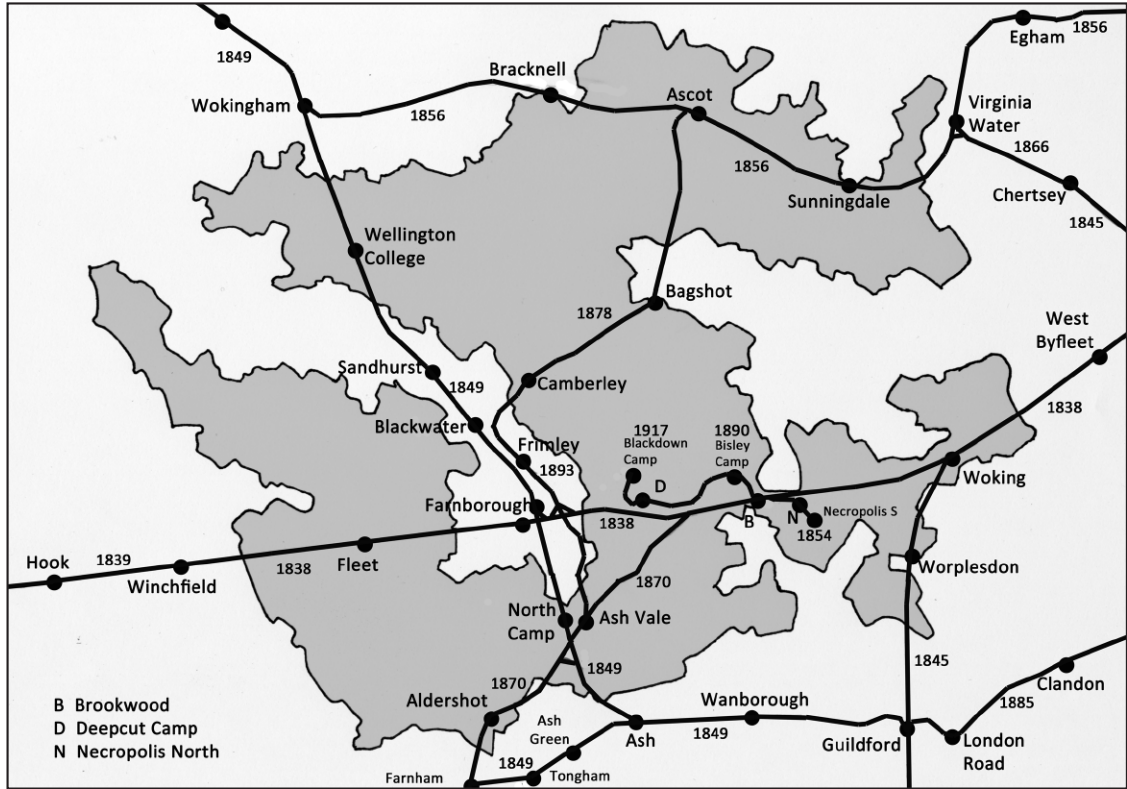 Egham
1856
1849
Bracknell
Wokingham
1856
Ascot
Virginia
Water
1866
1856
Sunningdale
Chertsey
1845
Wellington
College
Bagshot
1878
West
Byfleet
Sandhurst
1849
Camberley
1838
Blackwater
1917
Blackdown
Camp
1890
Bisley
Camp
Frimley
1893
D
Woking
Farnborough
B
N
Necropolis S
1838
1854
Hook
1839
Winchfield
1838
Fleet
1870
Worplesdon
North
Camp
Ash Vale
1849
1845
1870
Clandon
B Brookwood
D Deepcut Camp
N Necropolis North
Aldershot
Ash
Green
Wanborough
1885
Ash
1849
Guildford
London
Road
1849
Farnham
Tongham